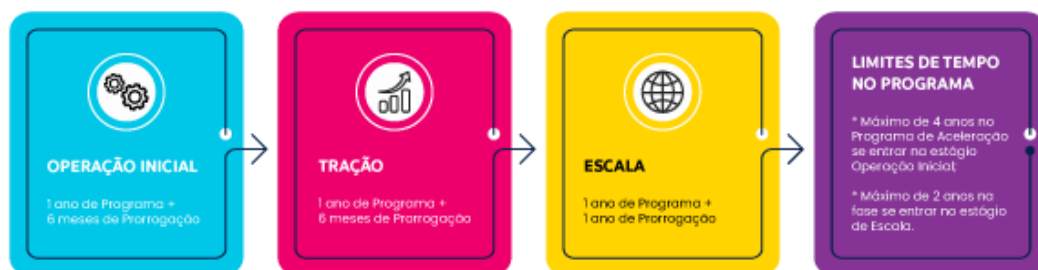 OPERAÇÃO INICIAL
1 ano de Programa +
6 meses de Prorrogação
TRAÇÃO
1 ano de Programa +
6 meses de Prorrogação
ESCALA
1 ano de Programa +
1 ano de Prorrogação
LIMITES DE TEMPO
NO PROGRAMA
* Máximo de 4 anos no
Programa de Aceleração
se entrar no estágio
Operação Inicial;
* Máximo de 2 anos na
fase se entrar no estágio
de Escala.